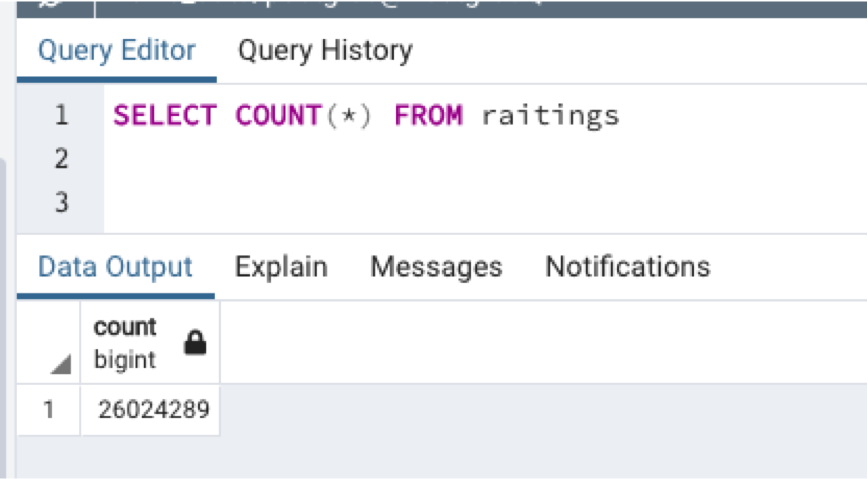 Query Editor Query History
1 SELECT COUNT(*) FROM raitings
2
3
Data Output Explain Messages Notifications
count
bigint
1 26024289